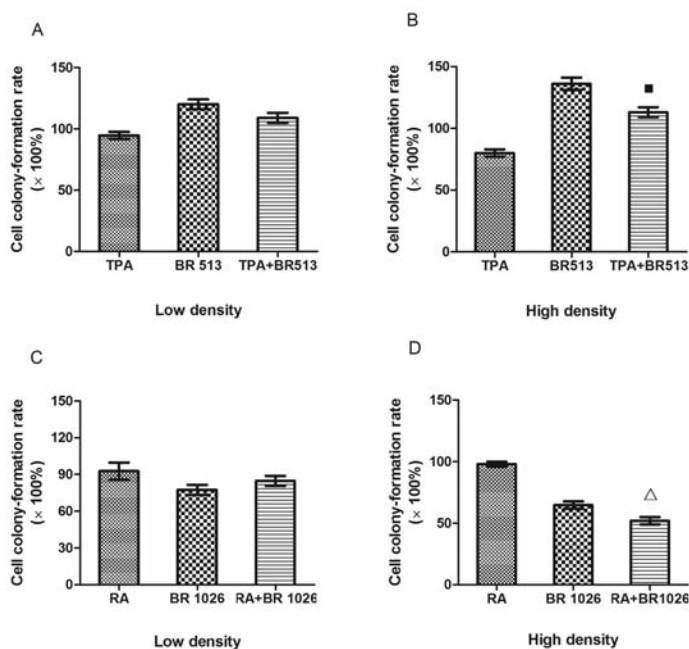 A
Cell colony-formation rate
(× 100%)
150
100
50
0
TPA
BR 513
TPA+BR513
Low density
B
Cell colony-formation rate
(× 100%)
150
100
50
0
TPA
BR513
TPA+BR513
High density
C
Cell colony-formation rate
(× 100%)
150
120
90
60
30
0
RA
BR 1026
RA+BR 1026
Low density
D
Cell colony-formation rate
(× 100%)
150
100
50
0
RA
BR 1026
RA+BR1026
High density